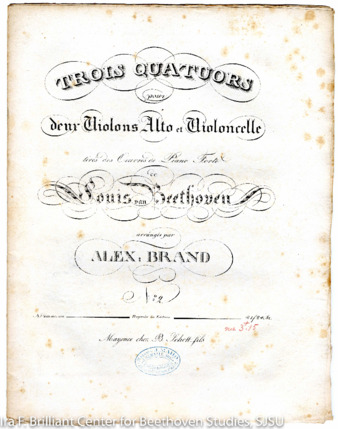 TROIS QUATUORS
pour
deux Violons Alto et Violoncelle
tirés des Oeuvres de Piano Forte
de
Louis van Beethoven
arrangés par
ALEX: BRAND
No. 2
Mayence chez B. Schott fils
ira F. Brilliant Center for Beethoven Studies, SJSU